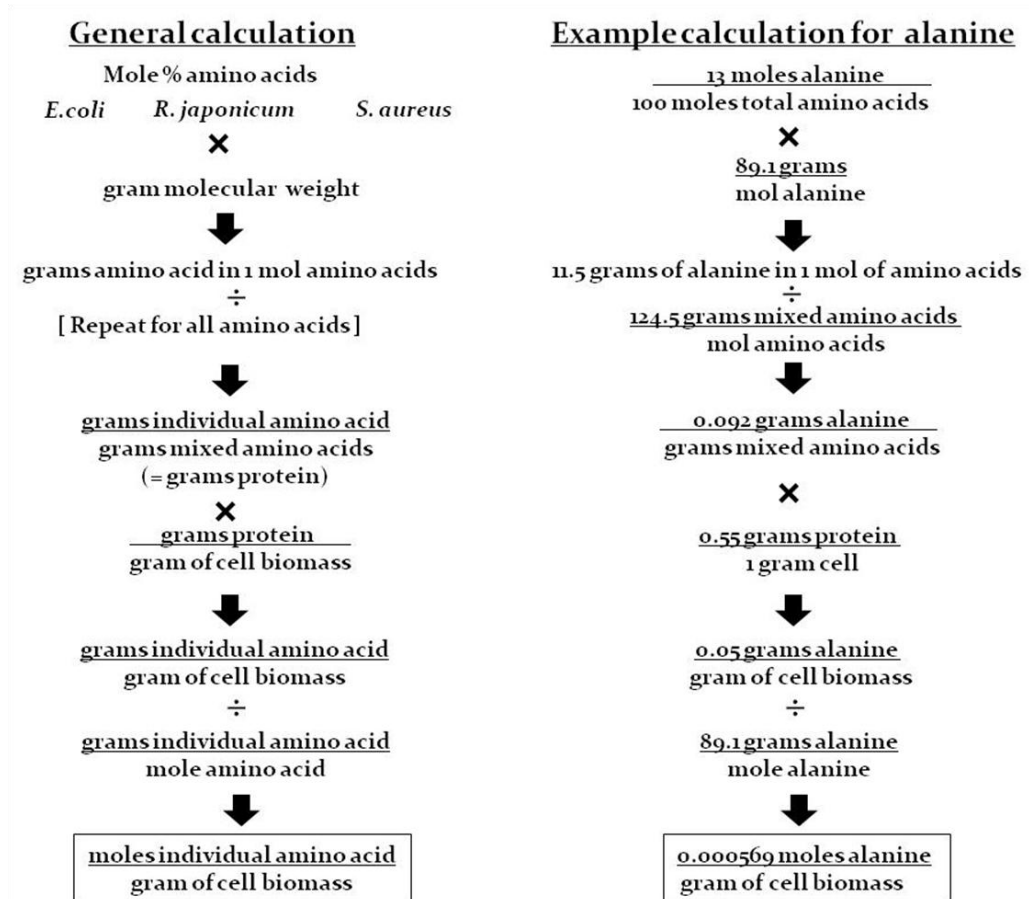 General calculation
Mole % amino acids
E.coli R. japonicum S. aureus
×
gram molecular weight
grams amino acid in 1 mol amino acids
÷
[ Repeat for all amino acids]
grams individual amino acid
grams mixed amino acids
(= grams protein)
×
grams protein
gram of cell biomass
grams individual amino acid
gram of cell biomass
÷
grams individual amino acid
mole amino acid
moles individual amino acid
gram of cell biomass
Example calculation for alanine
13 moles alanine
100 moles total amino acids
×
89.1 grams
mol alanine
11.5 grams of alanine in 1 mol of amino acids
÷
124.5 grams mixed amino acids
mol amino acids
0.092 grams alanine
grams mixed amino acids
×
0.55 grams protein
1 gram cell
0.05 grams alanine
gram of cell biomass
÷
89.1 grams alanine
mole alanine
0.000569 moles alanine
gram of cell biomass